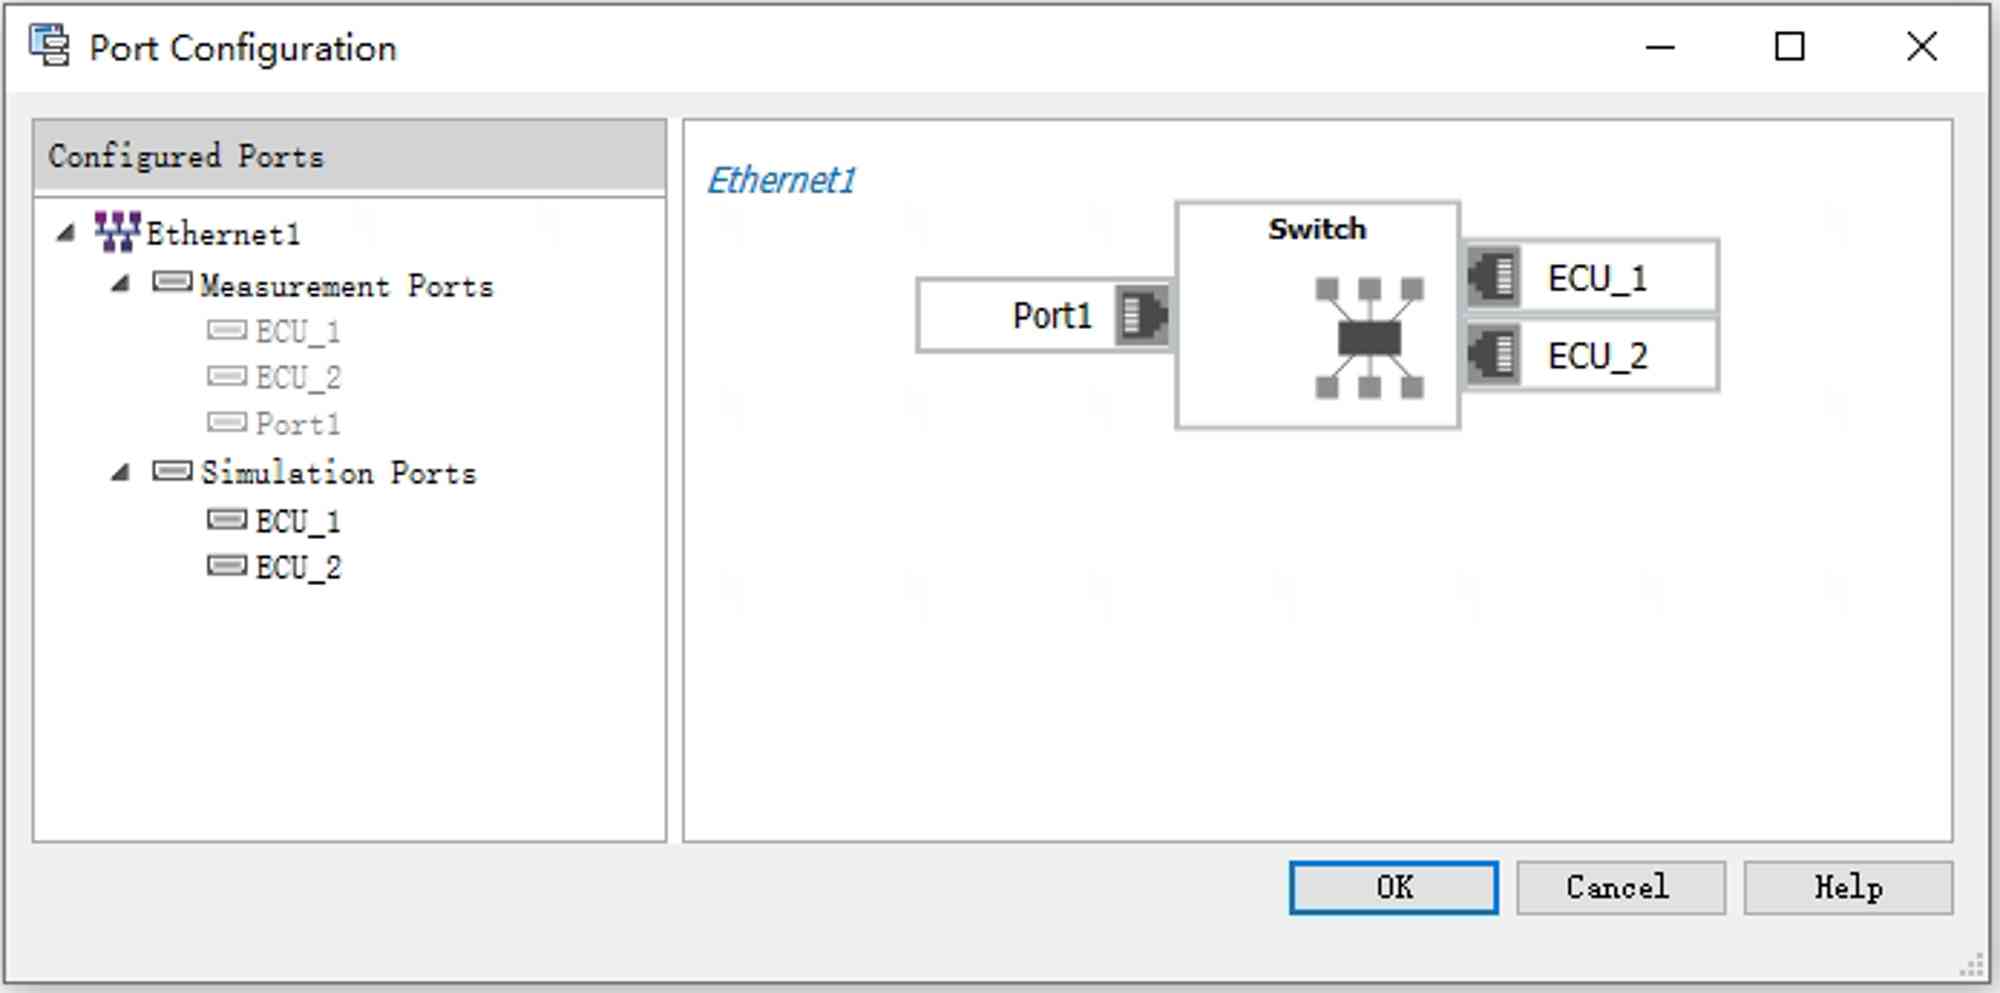 Port Configuration
Configured Ports
Ethernet1
Measurement Ports
ECU_1
ECU_2
Port1
Simulation Ports
ECU_1
ECU_2
Ethernet1
Switch
Port1
ECU_1
ECU_2
OK
Cancel
Help